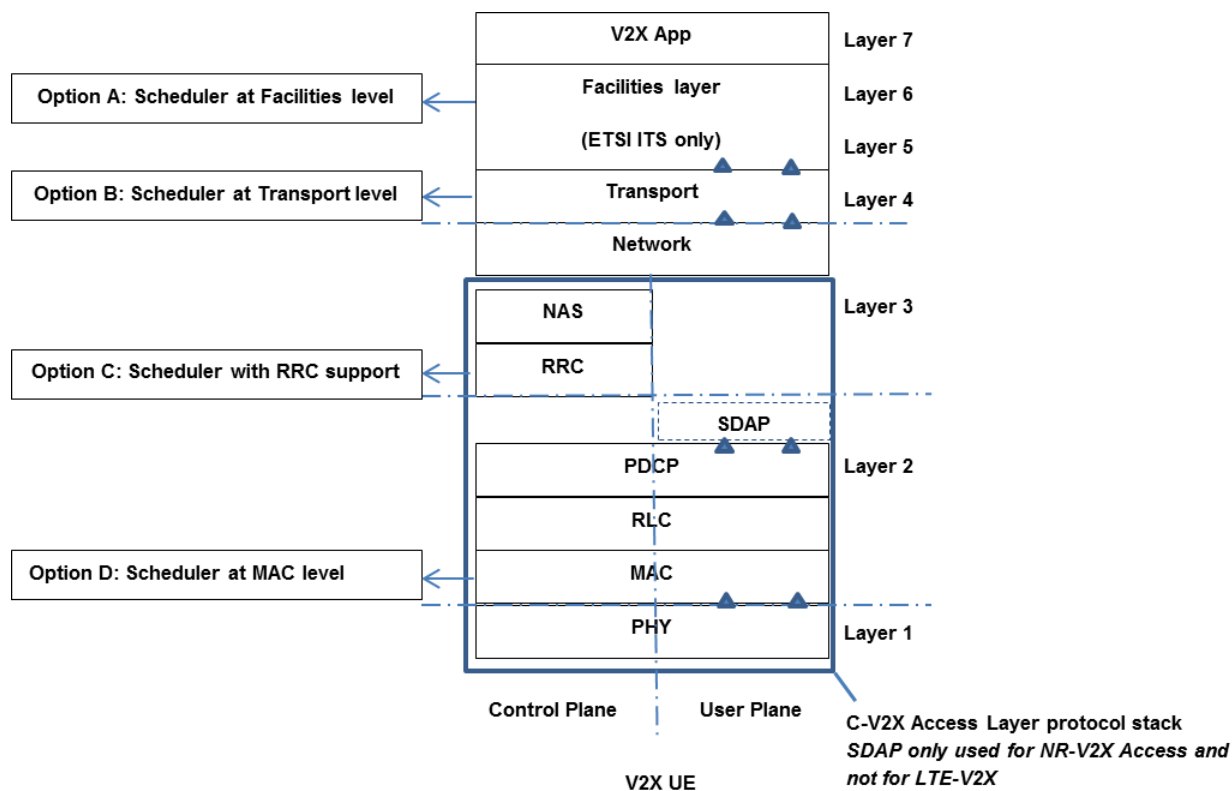 V2X App
Layer 7
Option A: Scheduler at Facilities level
Facilities layer
Layer 6
(ETSI ITS only)
Layer 5
Option B: Scheduler at Transport level
Transport
Layer 4
Network
NAS
Layer 3
Option C: Scheduler with RRC support
RRC
SDAP
PDCP
Layer 2
RLC
Option D: Scheduler at MAC level
MAC
PHY
Layer 1
Control Plane
User Plane
C-V2X Access Layer protocol stack
SDAP only used for NR-V2X Access and
not for LTE-V2X
V2X UE